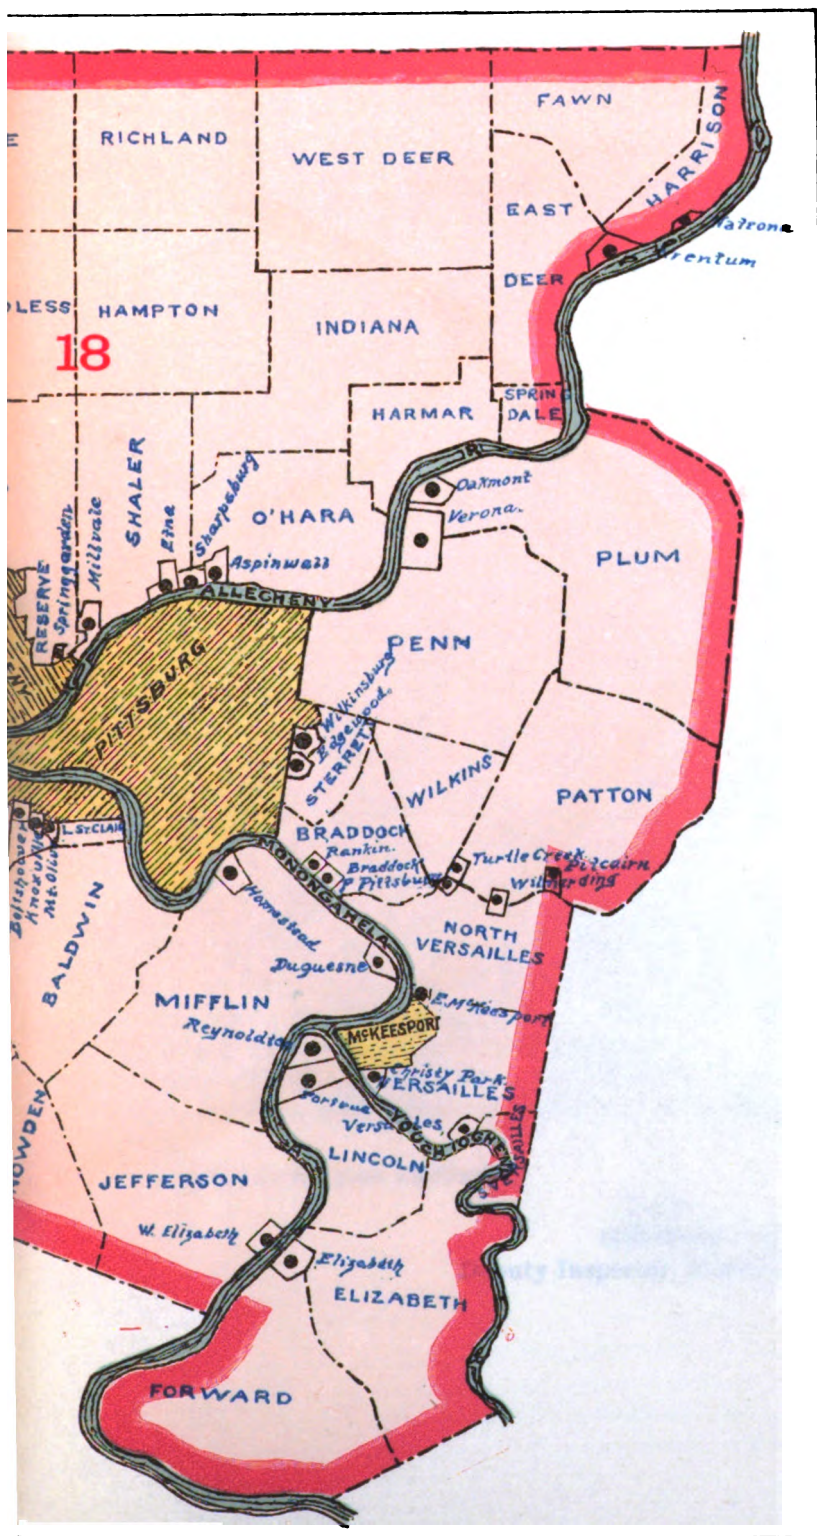 FAWN
RICHLAND
WEST DEER
HARRISON
EAST
DEER
Natrona
HAMPTON
INDIANA
18
SPRING
DALE
HARMAR
SHALER
Etna
Sharpsburg
O'HARA
Oakmont
Verona.
Millvale
Springgarden
RESERVE
Aspinwall
PLUM
ALLEGHENY
PENN
PITTSBURG
Wilkinsburg
Edgewood.
STERRETT
WILKINS
PATTON
L. ST CLAIR
BRADDOCK
Rankin.
Braddock
Turtle Creek
Pitcairn
Wilmerding
Knoxville
MONONGAHELA
Homestead
BALDWIN
NORTH
VERSAILLES
Duquesne
MIFFLIN
E. McKeesport
McKEESPORT
Christy Park
VERSAILLES
LINCOLN
JEFFERSON
W. Elizabeth
Elizabeth
ELIZABETH
FORWARD